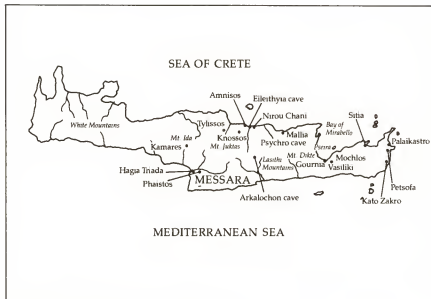 SEA OF CRETE
Amnisos
Eileithyia cave
Tylissos
Nirou Chani
Knossos
Mallia
Bay of
Mirabello
Sitia
White Mountains
Mt Ida
Psychro cave
Palaikastro
Kamares
Mt Juktas
Psirra
Lasithi
Mountains
Mt Dikte
Mochlos
Gournia
Vasiliki
Hagia Triada
MESSARA
Petsofa
Phaistos
Arkalochori cave
Kato Zakro
MEDITERRANEAN SEA